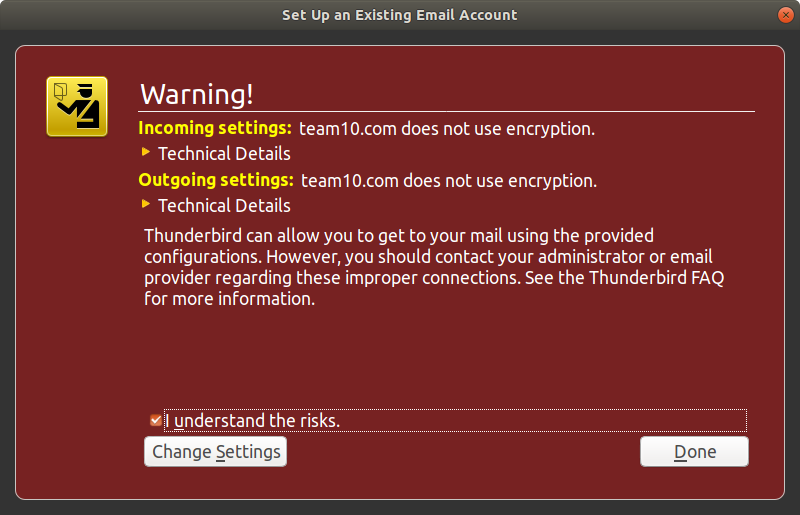 Set Up an Existing Email Account
Warning!
Incoming settings: team10.com does not use encryption.
Technical Details
Outgoing settings: team10.com does not use encryption.
Technical Details
Thunderbird can allow you to get to your mail using the provided
configurations. However, you should contact your administrator or email
provider regarding these improper connections. See the Thunderbird FAQ
for more information.
I understand the risks.
Change Settings
Done